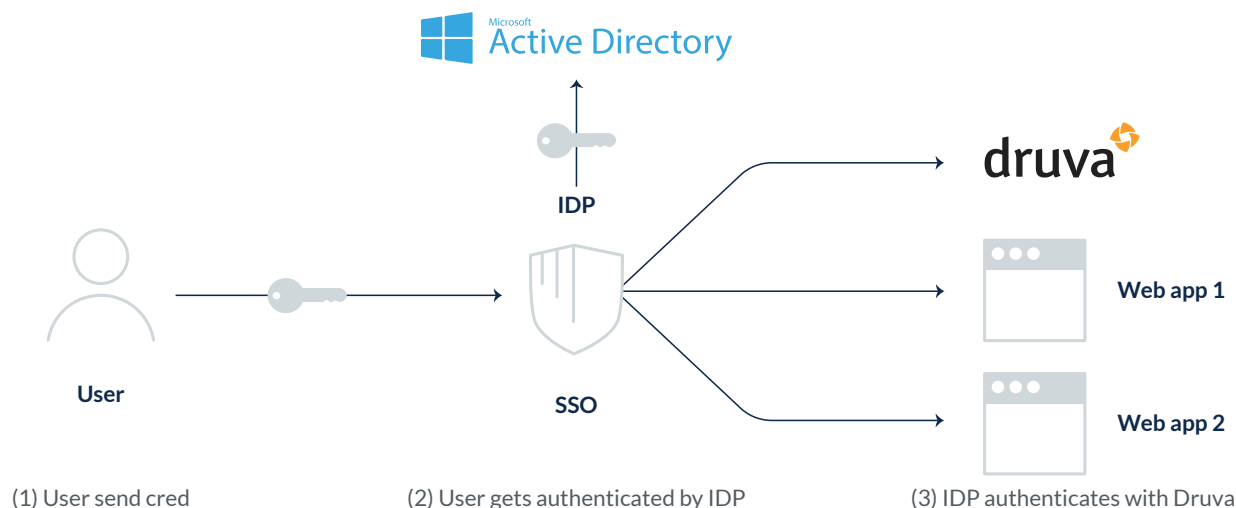 Microsoft
Active Directory
druva
IDP
Web app 1
User
SSO
Web app 2
(1) User send cred
(2) User gets authenticated by IDP
(3) IDP authenticates with Druva